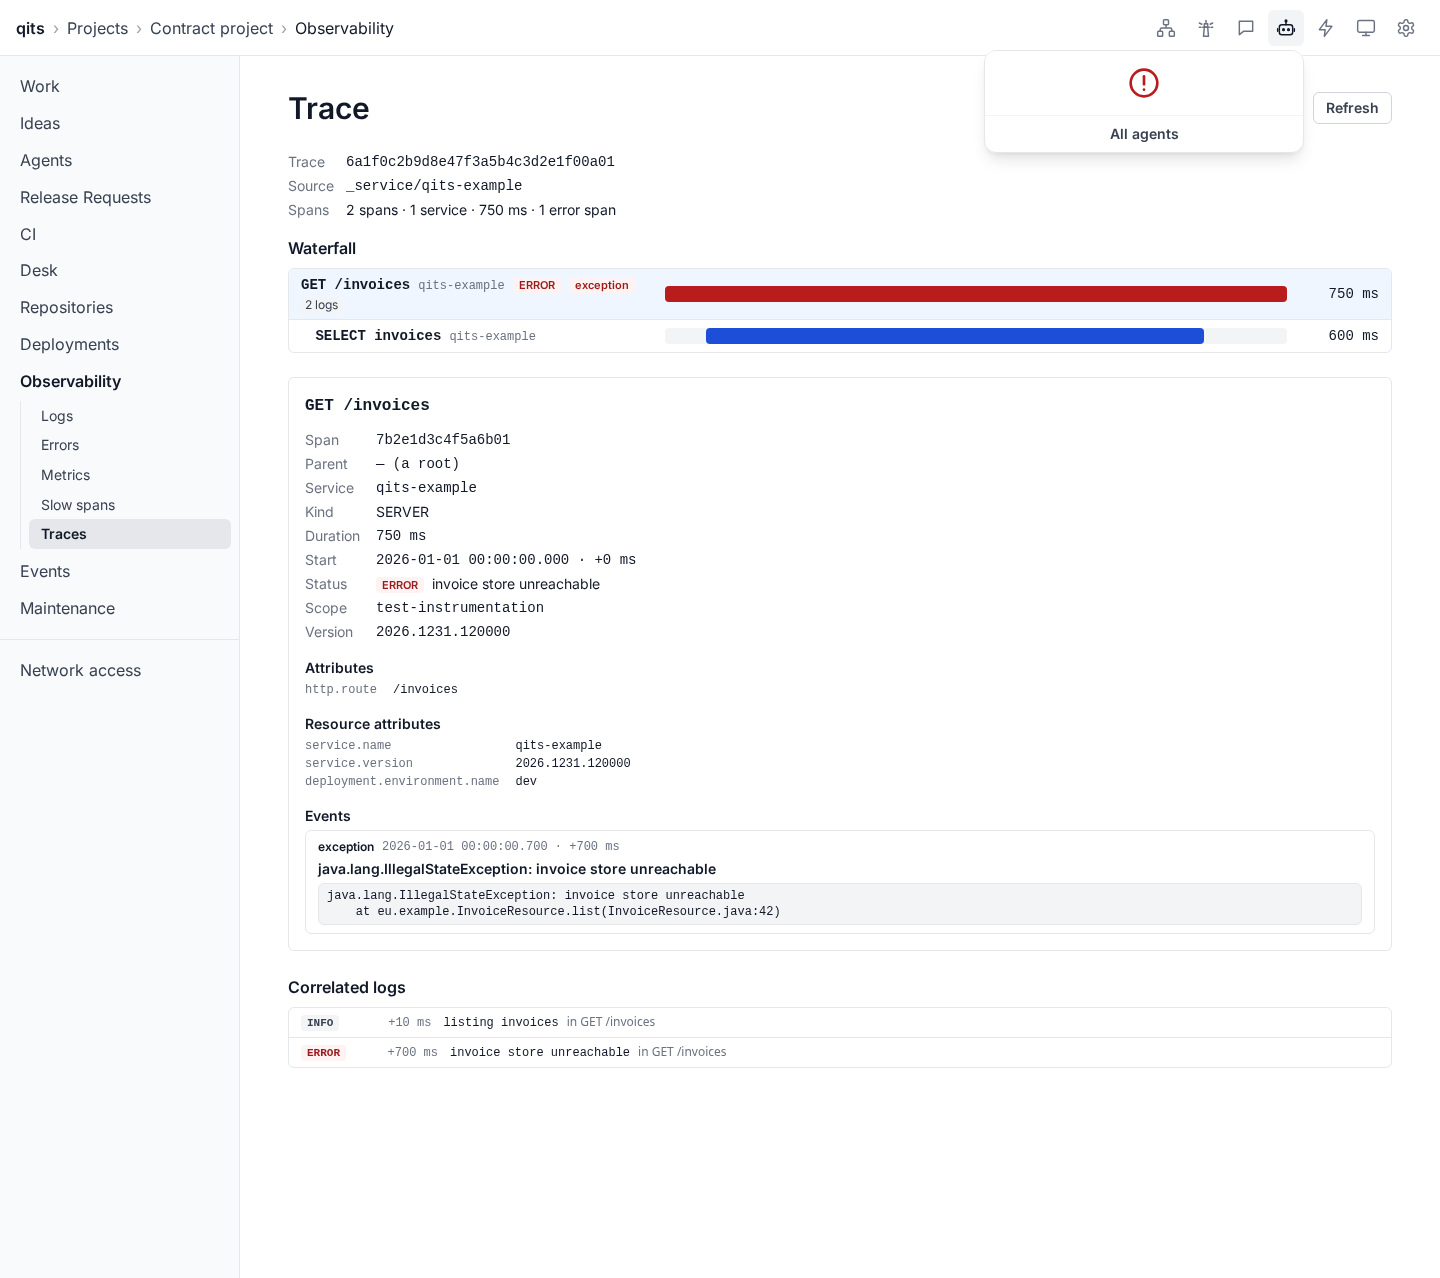 qits › Projects › Contract project › Observability
All agents
Work
Ideas
Agents
Release Requests
CI
Desk
Repositories
Deployments
Observability
Logs
Errors
Metrics
Slow spans
Traces
Events
Maintenance
Network access
Trace
Refresh
Trace 6a1f0c2b9d8e47f3a5b4c3d2e1f00a01
Source _service/qits-example
Spans 2 spans · 1 service · 750 ms · 1 error span
Waterfall
GET /invoices qits-example ERROR exception
2 logs
750 ms
SELECT invoices qits-example
600 ms
GET /invoices
Span 7b2e1d3c4f5a6b01
Parent — (a root)
Service qits-example
Kind SERVER
Duration 750 ms
Start 2026-01-01 00:00:00.000 · +0 ms
Status ERROR invoice store unreachable
Scope test-instrumentation
Version 2026.1231.120000
Attributes
http.route /invoices
Resource attributes
service.name qits-example
service.version 2026.1231.120000
deployment.environment.name dev
Events
exception 2026-01-01 00:00:00.700 · +700 ms
java.lang.IllegalStateException: invoice store unreachable
java.lang.IllegalStateException: invoice store unreachable
at eu.example.InvoiceResource.list(InvoiceResource.java:42)
Correlated logs
INFO +10 ms listing invoices in GET /invoices
ERROR +700 ms invoice store unreachable in GET /invoices